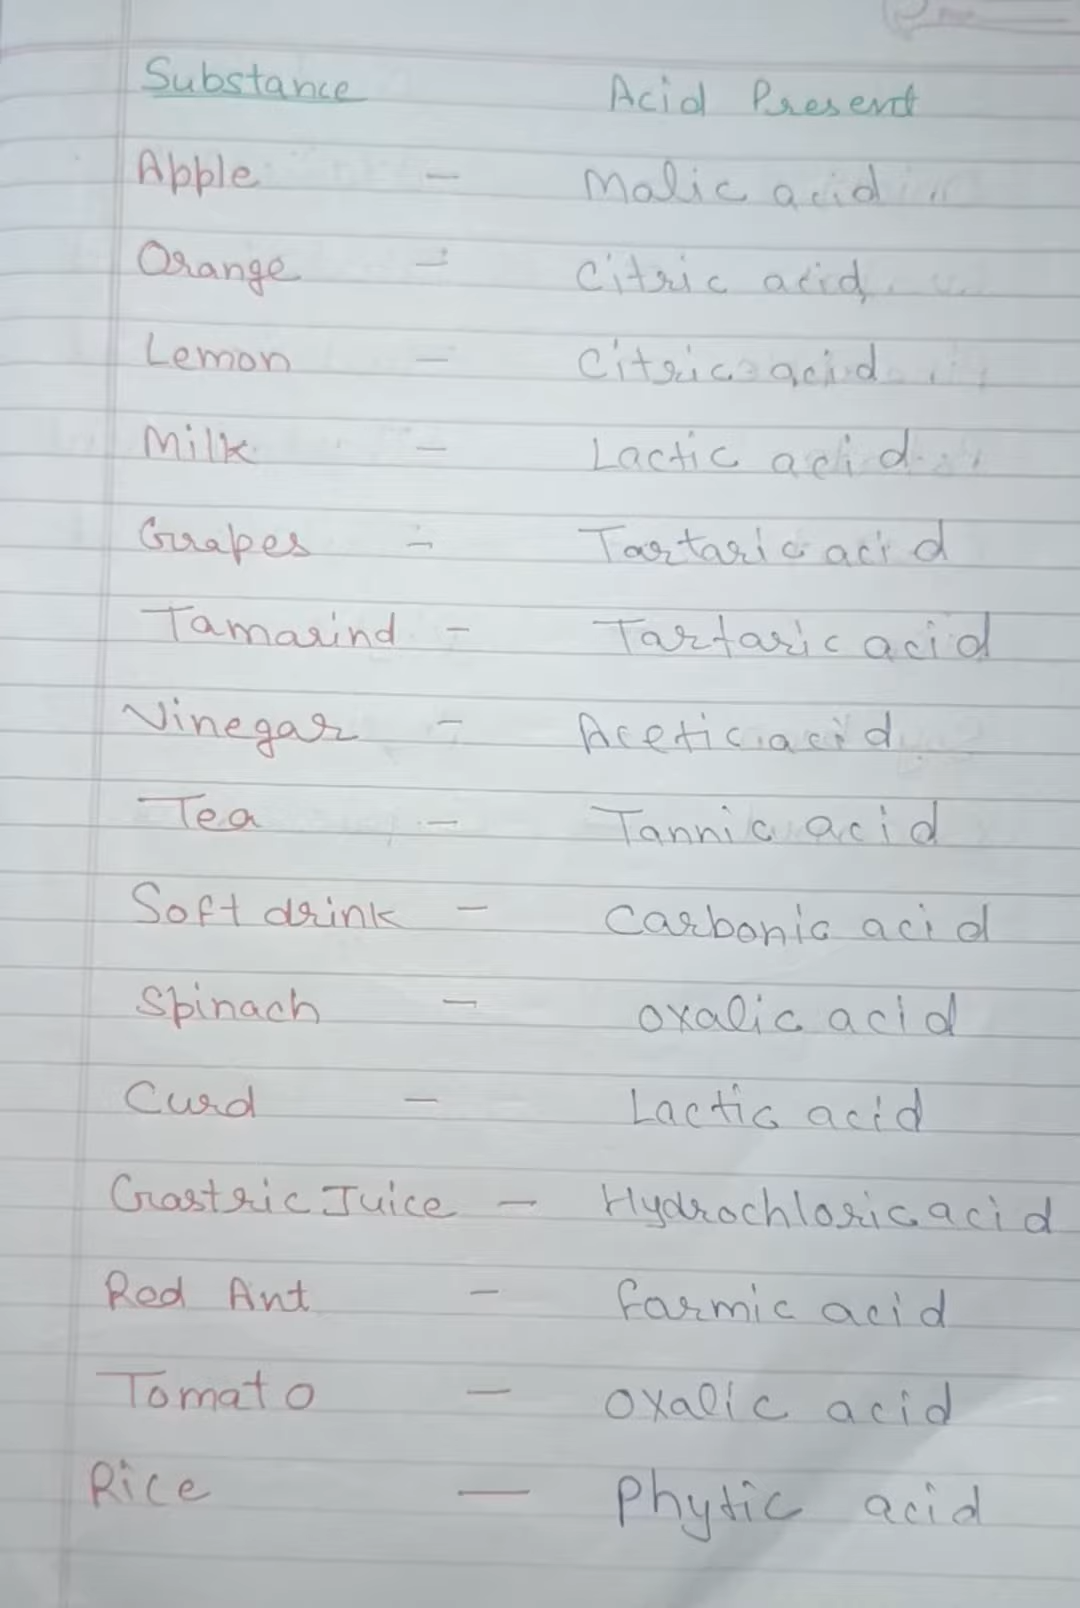 Substance Acid Present
Apple - Malic acid
Orange - Citric acid
Lemon - Citric acid
Milk - Lactic acid
Grapes - Tartaric acid
Tamarind - Tartaric acid
Vinegar - Acetic acid
Tea - Tannic acid
Soft drink - Carbonic acid
Spinach - oxalic acid
Curd - Lactic acid
Grastric Juice - Hydrochloric acid
Red Ant - farmic acid
Tomato - oxalic acid
Rice - Phytic acid